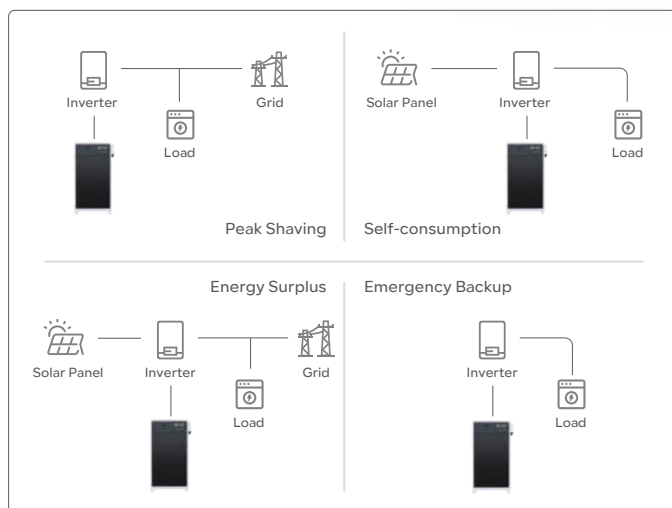 Inverter
Grid
Load
Peak Shaving
Solar Panel
Inverter
Load
Self-consumption
Energy Surplus
Solar Panel
Inverter
Grid
Load
Emergency Backup
Inverter
Load